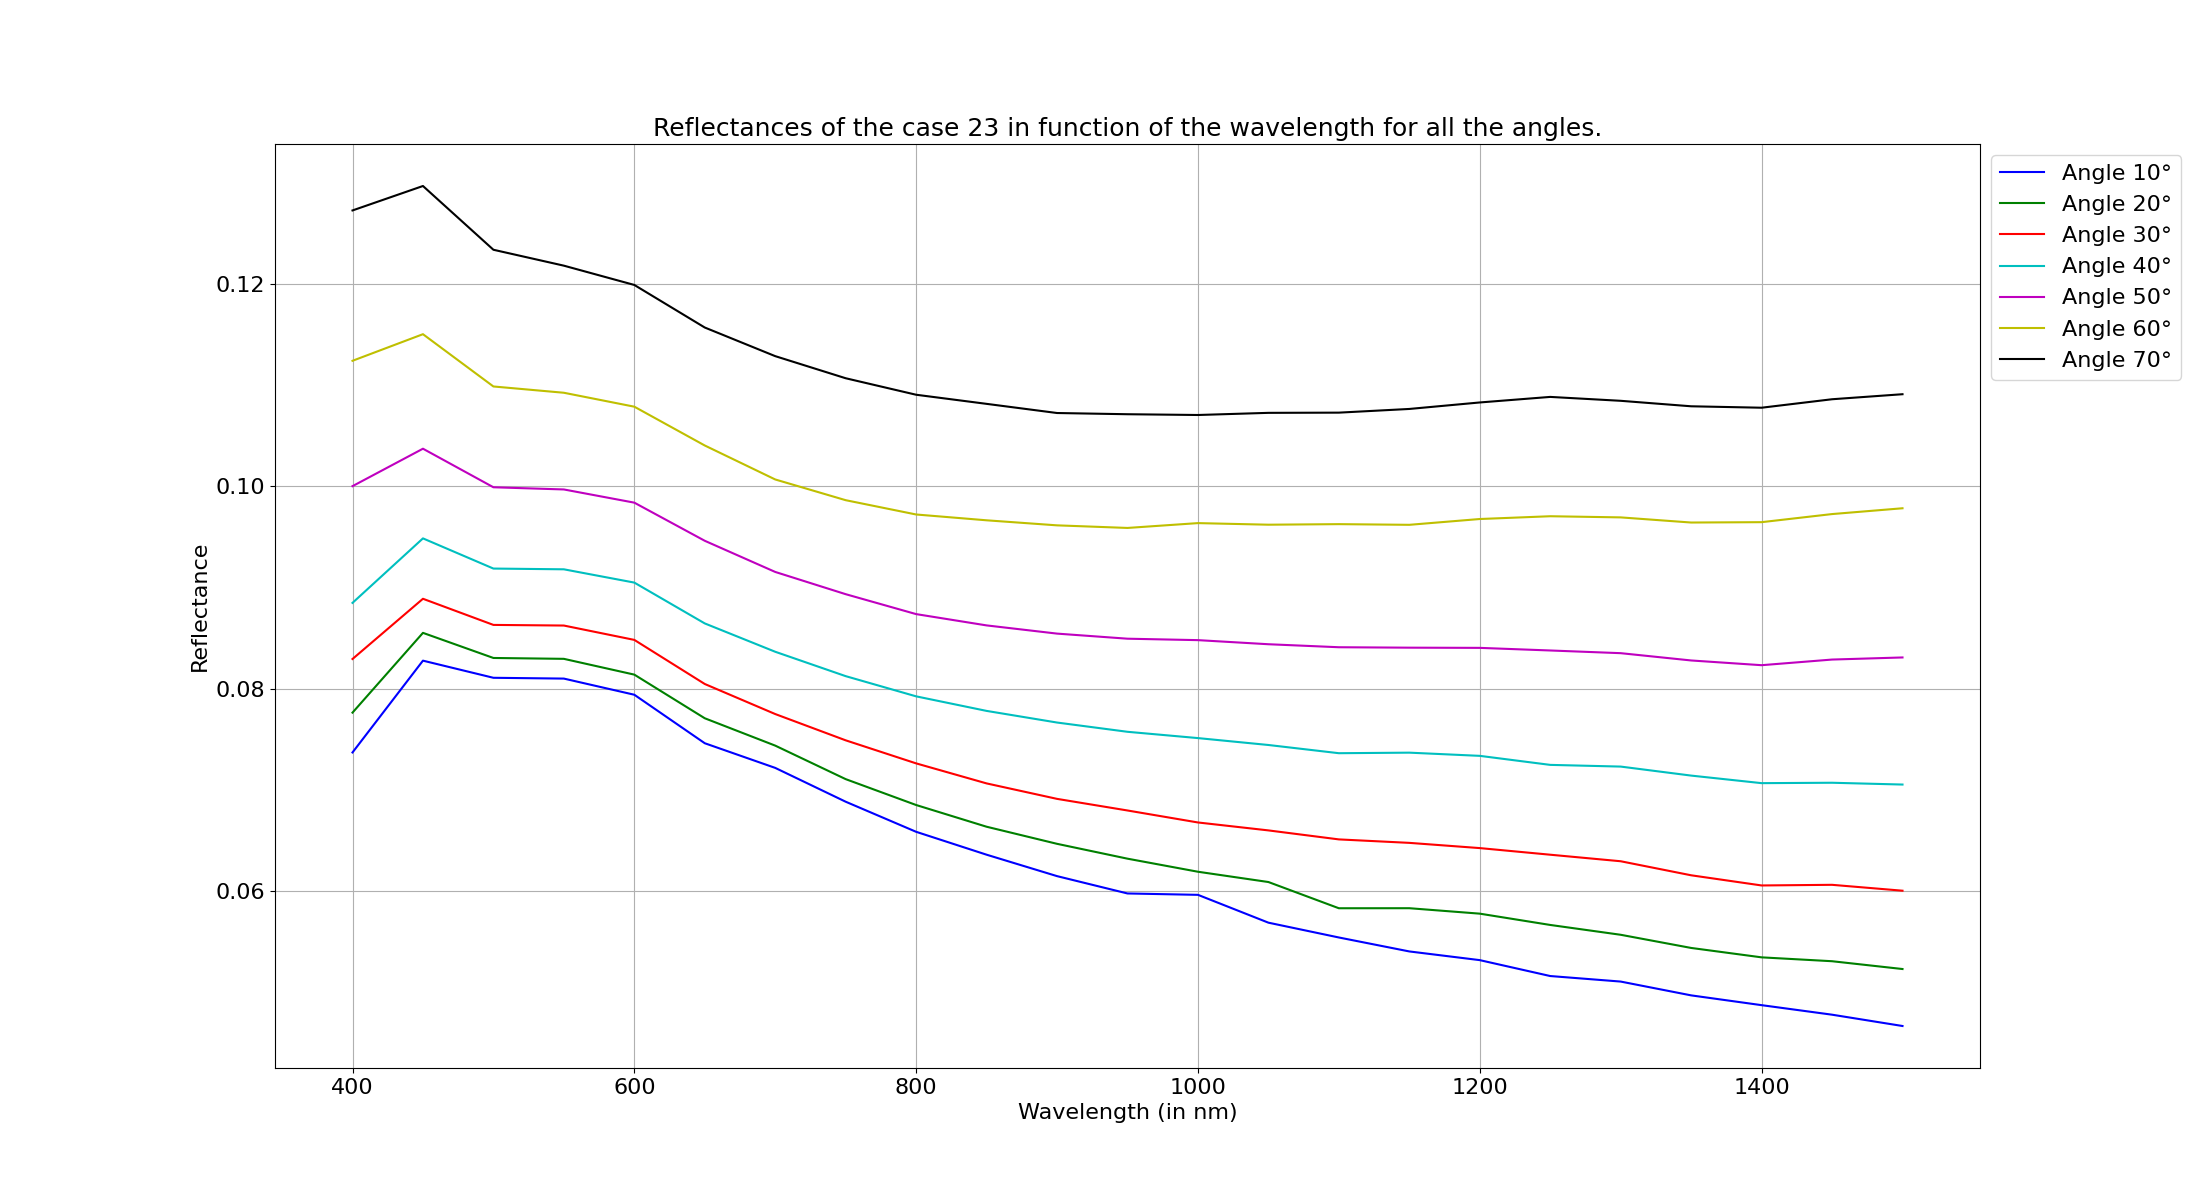 Reflectances of the case 23 in function of the wavelength for all the angles.
Angle 10°
Angle 20°
Angle 30°
Angle 40°
Angle 50°
Angle 60°
Angle 70°
0.12
0.10
0.08
0.06
Reflectance
400 600 800 1000 1200 1400
Wavelength (in nm)